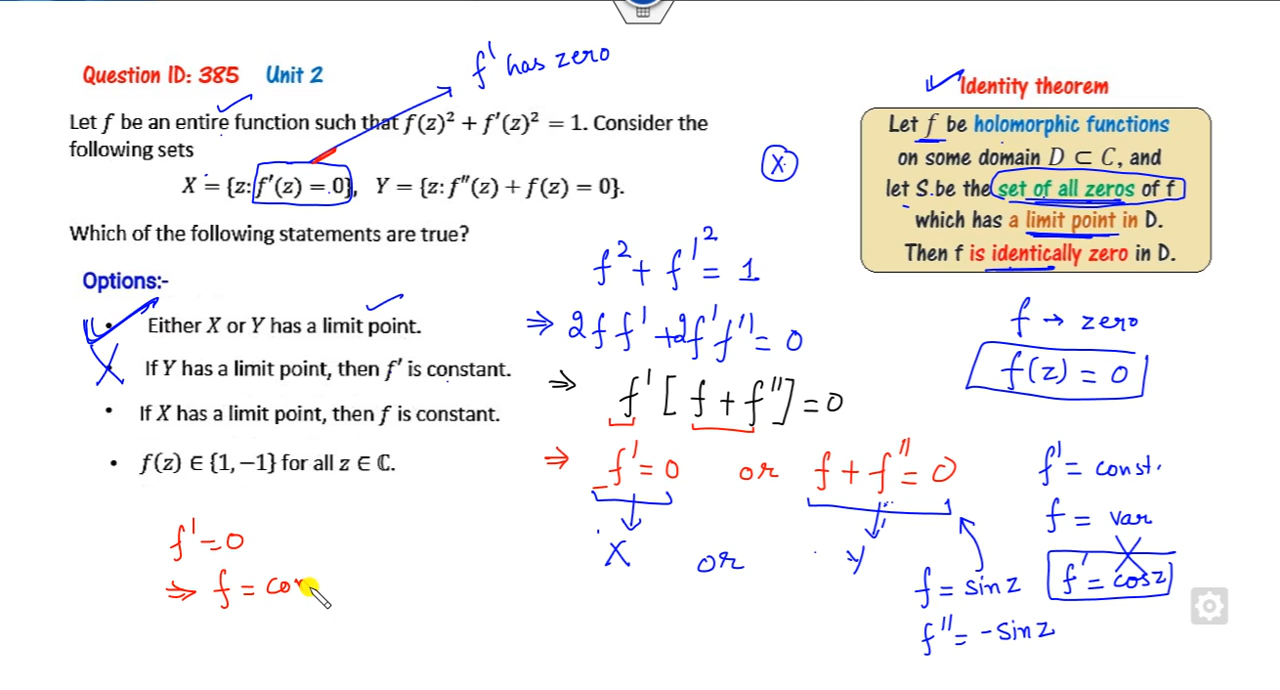 Question ID: 385 Unit 2
f' has zero
Let f be an entire function such that f(z)² + f'(z)² = 1. Consider the
following sets
X = {z: f'(z) = 0}, Y = {z: f''(z) + f(z) = 0}.
Which of the following statements are true?
Options:-
• Either X or Y has a limit point.
If Y has a limit point, then f' is constant.
• If X has a limit point, then f is constant.
• f(z) ∈ {1, −1} for all z ∈ ℂ.
f' = 0
⇒ f = con
X
f² + f'² = 1
⇒ 2ff' + 2f'f'' = 0
⇒ f' [f + f''] = 0
⇒ f' = 0 or f + f'' = 0
X or Y
f = sin z
f'' = - sin z
Identity theorem
Let f be holomorphic functions
on some domain D ⊂ C, and
let S.be the set of all zeros of f
which has a limit point in D.
Then f is identically zero in D.
f → zero
f(z) = 0
f' = const.
f = var
f' = cos z